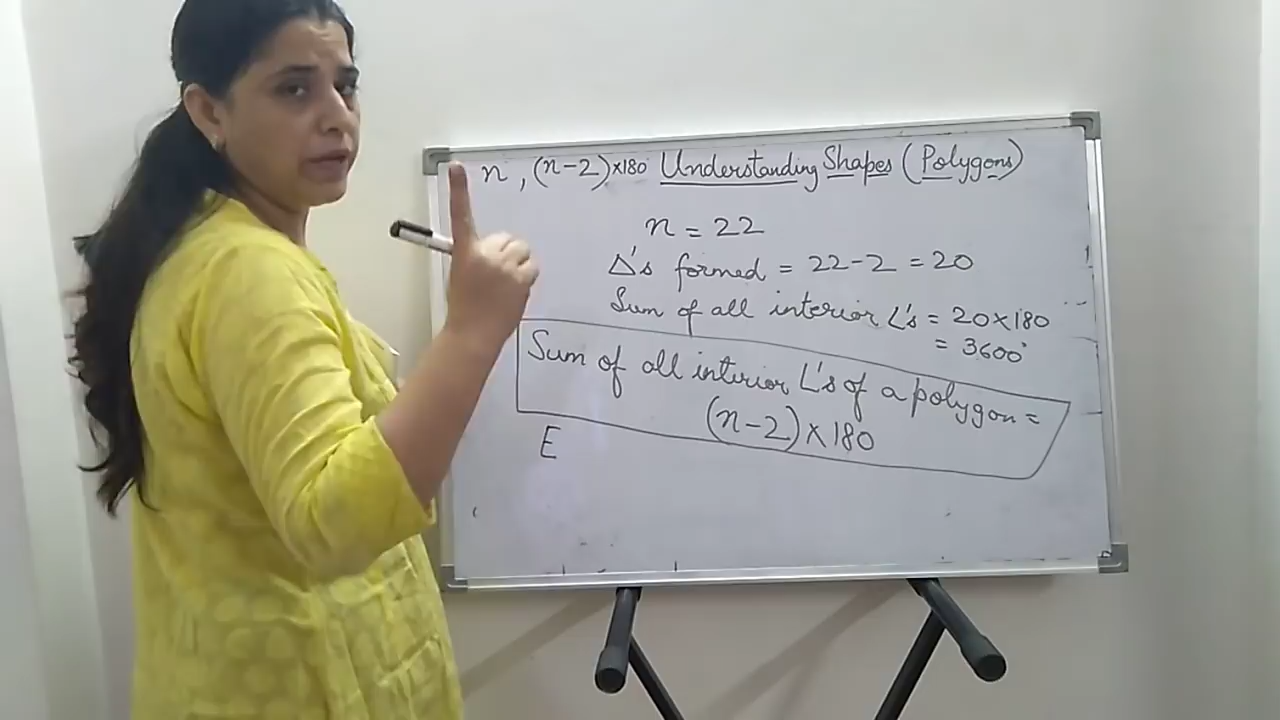 n, (n-2)×180 Understanding Shapes (Polygons)
n = 22
Δ's formed = 22-2 = 20
Sum of all interior ∠'s = 20×180
= 3600°
Sum of all interior ∠'s of a polygon =
(n-2)×180
E